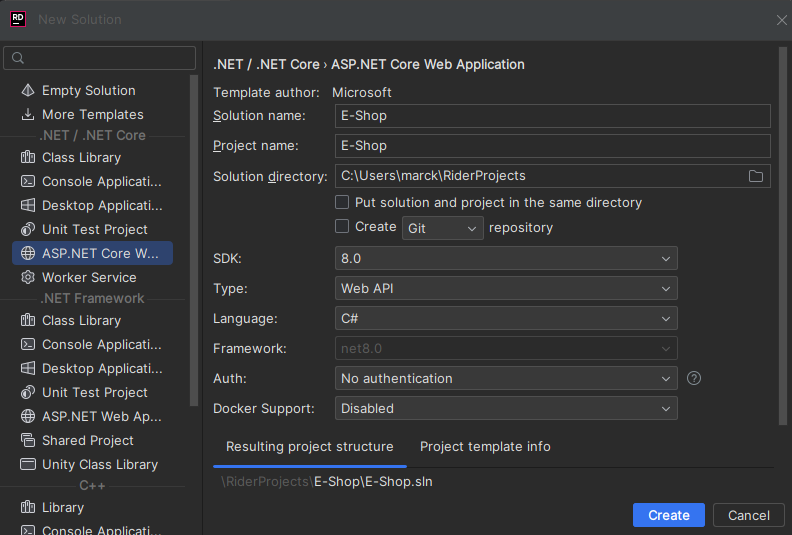 RD New Solution
Empty Solution
More Templates
.NET / .NET Core
Class Library
Console Applicati...
Desktop Applicati...
Unit Test Project
ASP.NET Core W...
Worker Service
.NET Framework
Class Library
Console Applicati...
Desktop Applicati...
Unit Test Project
ASP.NET Web Ap...
Shared Project
Unity Class Library
C++
Library
Console Applicati...
.NET / .NET Core › ASP.NET Core Web Application
Template author: Microsoft
Solution name: E-Shop
Project name: E-Shop
Solution directory: C:\Users\marck\RiderProjects
Put solution and project in the same directory
Create Git repository
SDK: 8.0
Type: Web API
Language: C#
Framework: net8.0
Auth: No authentication ?
Docker Support: Disabled
Resulting project structure Project template info
\RiderProjects\E-Shop\E-Shop.sln
Create Cancel